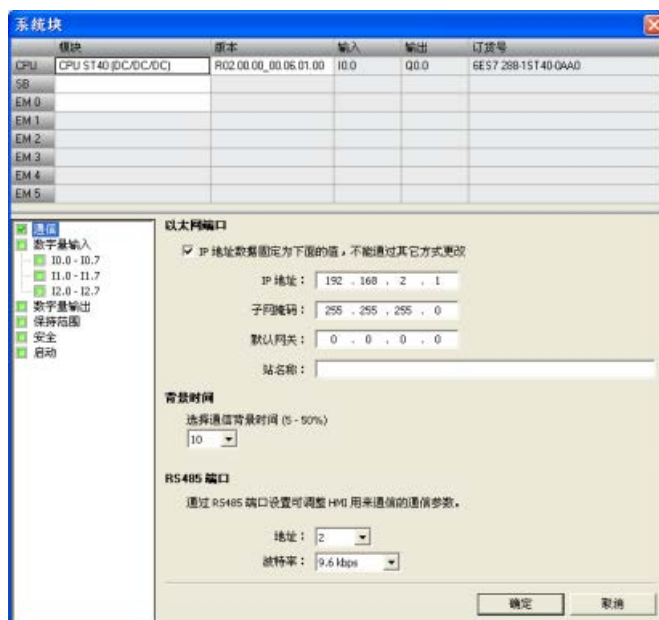 系统块
模块 版本 输入 输出 订货号
CPU CPU ST40 (DC/DC/DC) R02.00.00_00.06.01.00 I0.0 Q0.0 6ES7 288-1ST40-0AA0
SB
EM 0
EM 1
EM 2
EM 3
EM 4
EM 5
通信
数字量输入
I0.0 - I0.7
I1.0 - I1.7
I2.0 - I2.7
数字量输出
保持范围
安全
启动
以太网端口
IP 地址数据固定为下面的值，不能通过其它方式更改
IP 地址： 192 . 168 . 2 . 1
子网掩码： 255 . 255 . 255 . 0
默认网关： 0 . 0 . 0 . 0
站名称：
背景时间
选择通信背景时间 (5 - 50%)
10
RS485 端口
通过 RS485 端口设置可调整 HMI 用来通信的通信参数。
地址： 2
波特率： 9.6 kbps
确定 取消